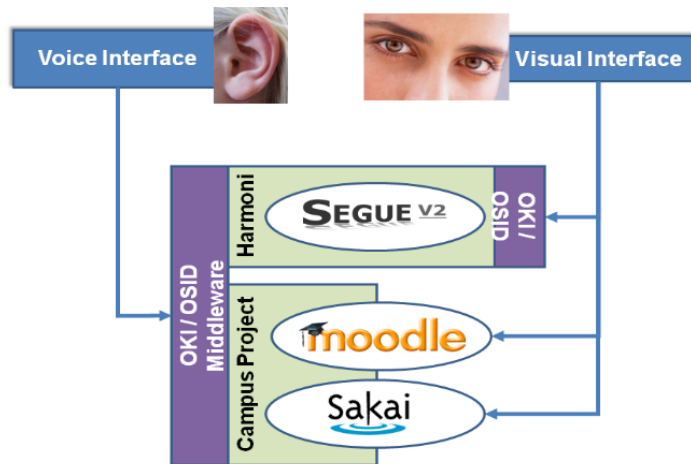 Voice Interface
Visual Interface
OKI / OSID
Middleware
Harmoni
SEGUE V2
OKI /
OSID
Campus Project
moodle
Sakai